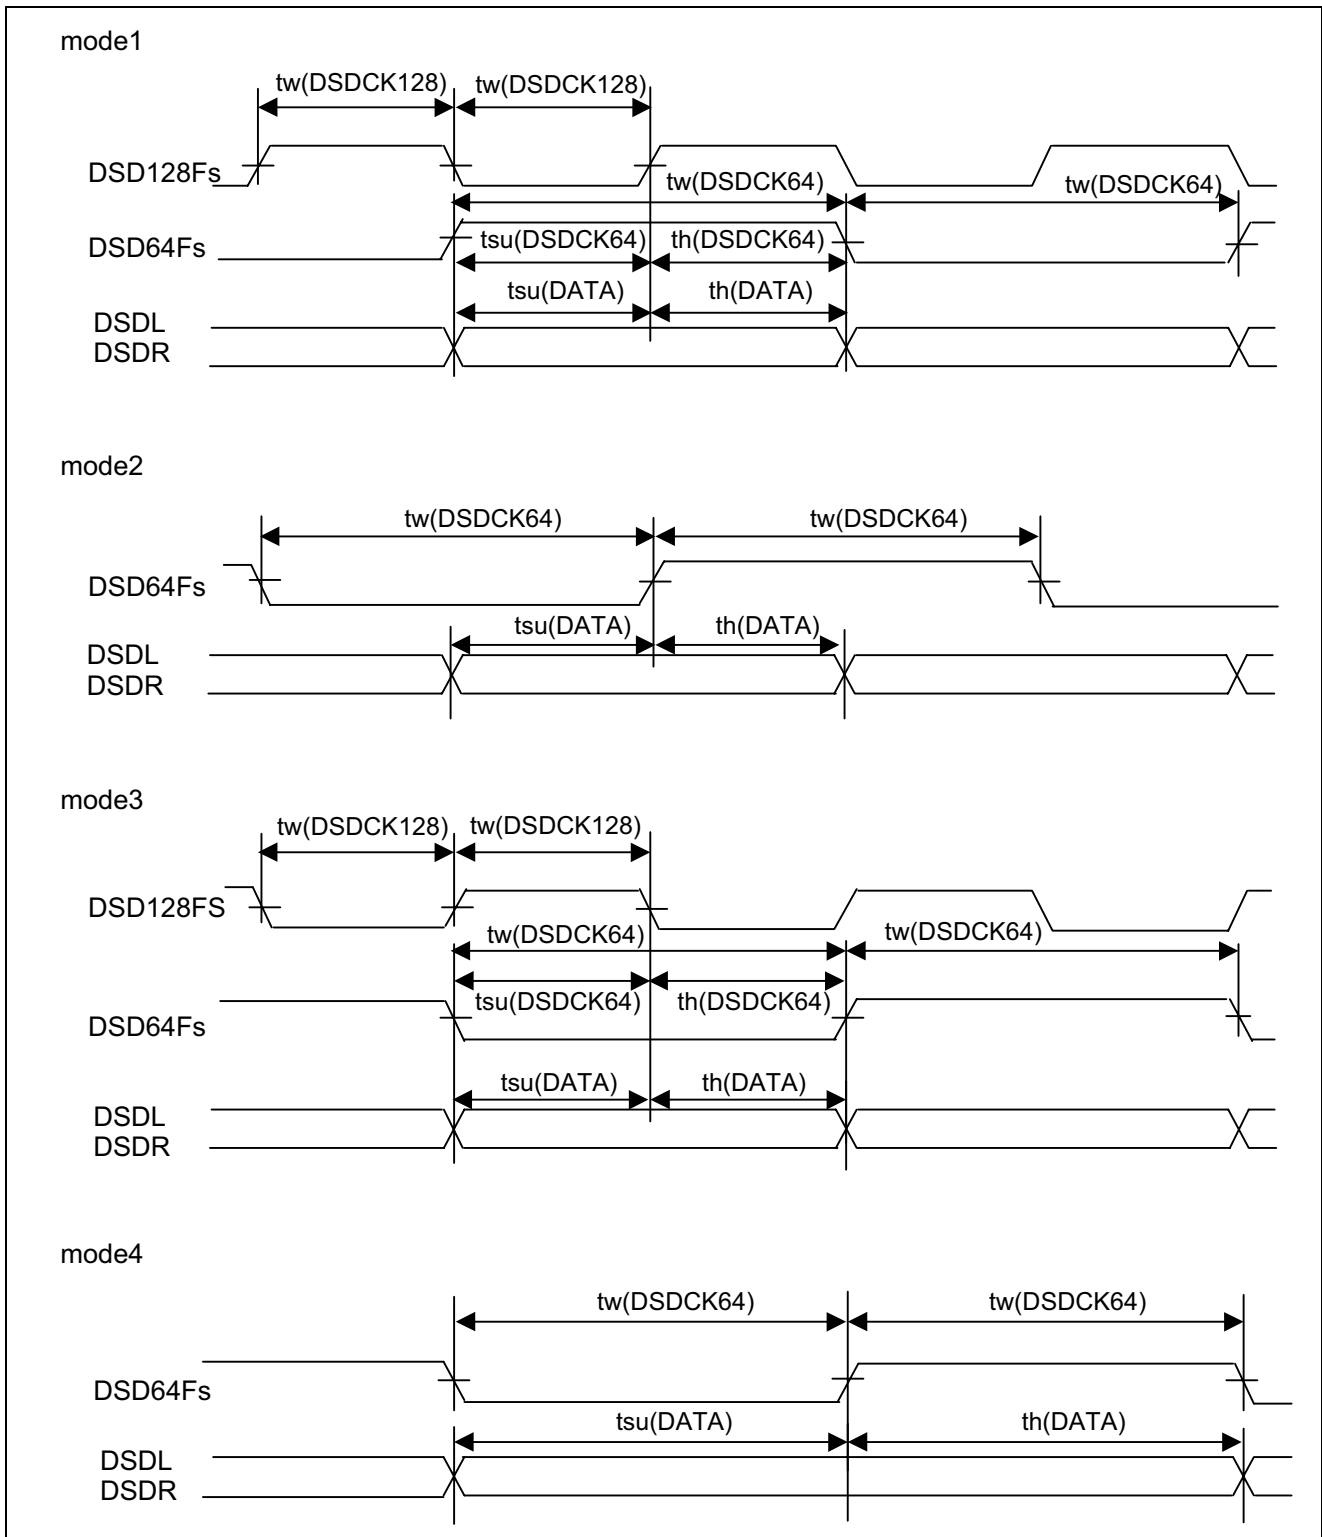 mode1
tw(DSDCK128) tw(DSDCK128)
DSD128Fs
tw(DSDCK64) tw(DSDCK64)
DSD64Fs
tsu(DSDCK64) th(DSDCK64)
tsu(DATA) th(DATA)
DSDL
DSDR
mode2
tw(DSDCK64) tw(DSDCK64)
DSD64Fs
tsu(DATA) th(DATA)
DSDL
DSDR
mode3
tw(DSDCK128) tw(DSDCK128)
DSD128FS
tw(DSDCK64) tw(DSDCK64)
tsu(DSDCK64) th(DSDCK64)
DSD64Fs
tsu(DATA) th(DATA)
DSDL
DSDR
mode4
tw(DSDCK64) tw(DSDCK64)
DSD64Fs
tsu(DATA) th(DATA)
DSDL
DSDR